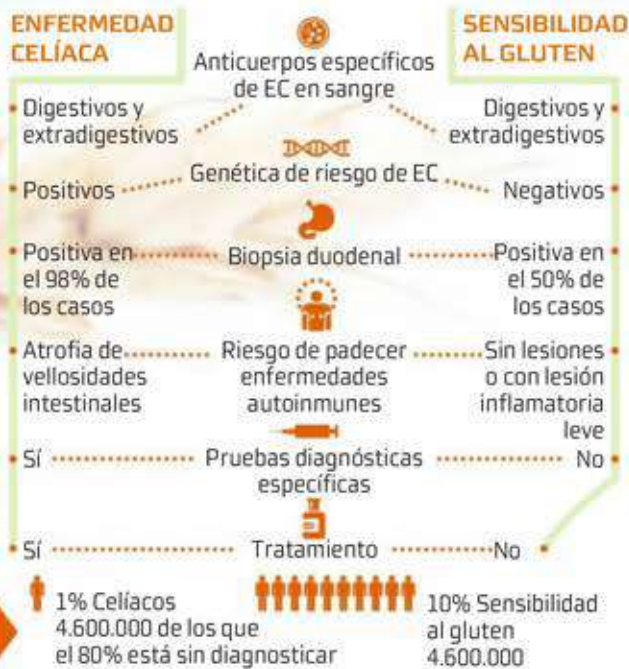 ENFERMEDAD
CELÍACA
SENSIBILIDAD
AL GLUTEN
Anticuerpos específicos
de EC en sangre
Digestivos y
extradigestivos
Digestivos y
extradigestivos
Genética de riesgo de EC
Positivos
Negativos
Biopsia duodenal
Positiva en
el 98% de
los casos
Positiva en
el 50% de
los casos
Atrofia de
vellosidades
intestinales
Riesgo de padecer
enfermedades
autoinmunes
Sin lesiones
o con lesión
inflamatoria
leve
Sí
Pruebas diagnósticas
específicas
No
Sí
Tratamiento
No
1% Celíacos
4.600.000 de los que
el 80% está sin diagnosticar
10% Sensibilidad
al gluten
4.600.000